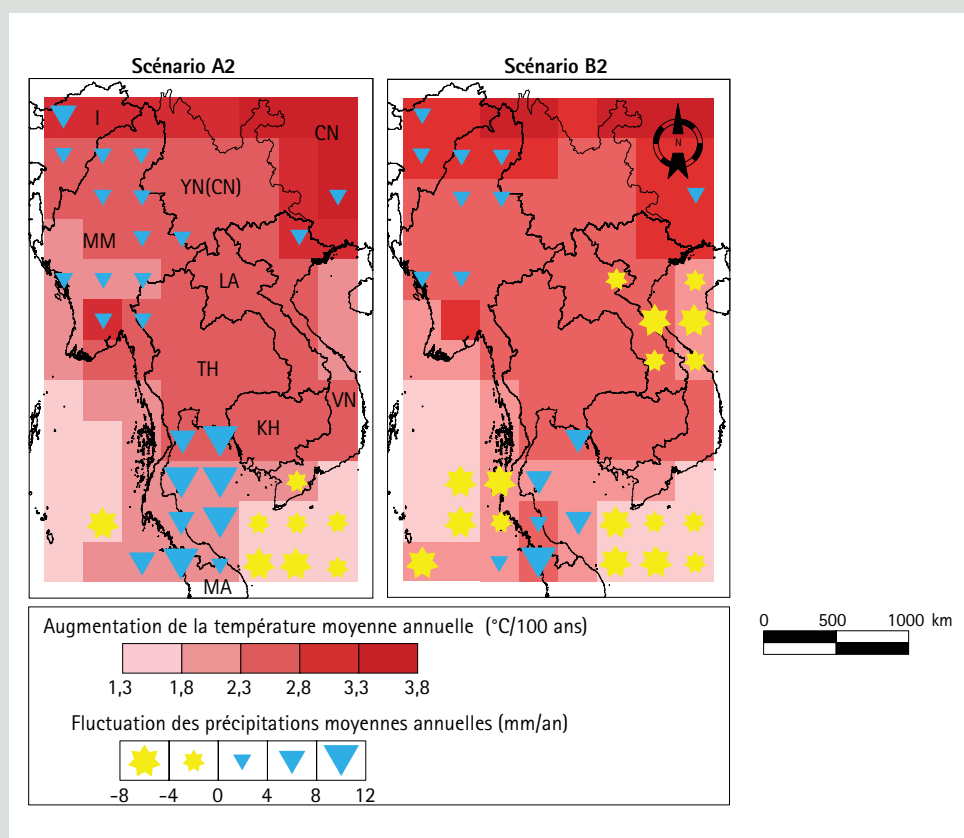 Scénario A2
Scénario B2
I
CN
N
YN(CN)
MM
LA
TH
VN
KH
MA
0 500 1000 km
Augmentation de la température moyenne annuelle (°C/100 ans)
1,3 1,8 2,3 2,8 3,3 3,8
Fluctuation des précipitations moyennes annuelles (mm/an)
-8 -4 0 4 8 12